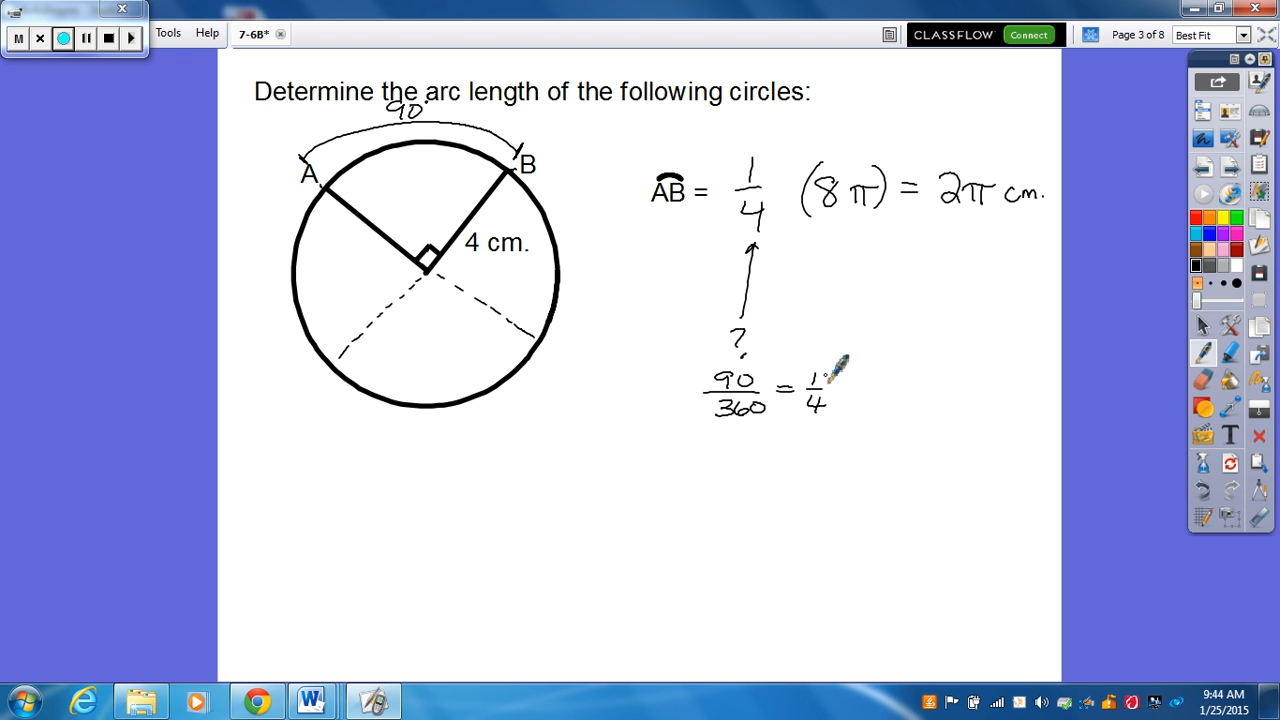 M
Tools Help 7-6B* CLASSFLOW Connect Page 3 of 8 Best Fit
Determine the arc length of the following circles:
90°
A
B
4 cm.
AB = 1/4 (8π) = 2π cm.
?
90/360 = 1/4
T
W
9:44 AM
1/25/2015